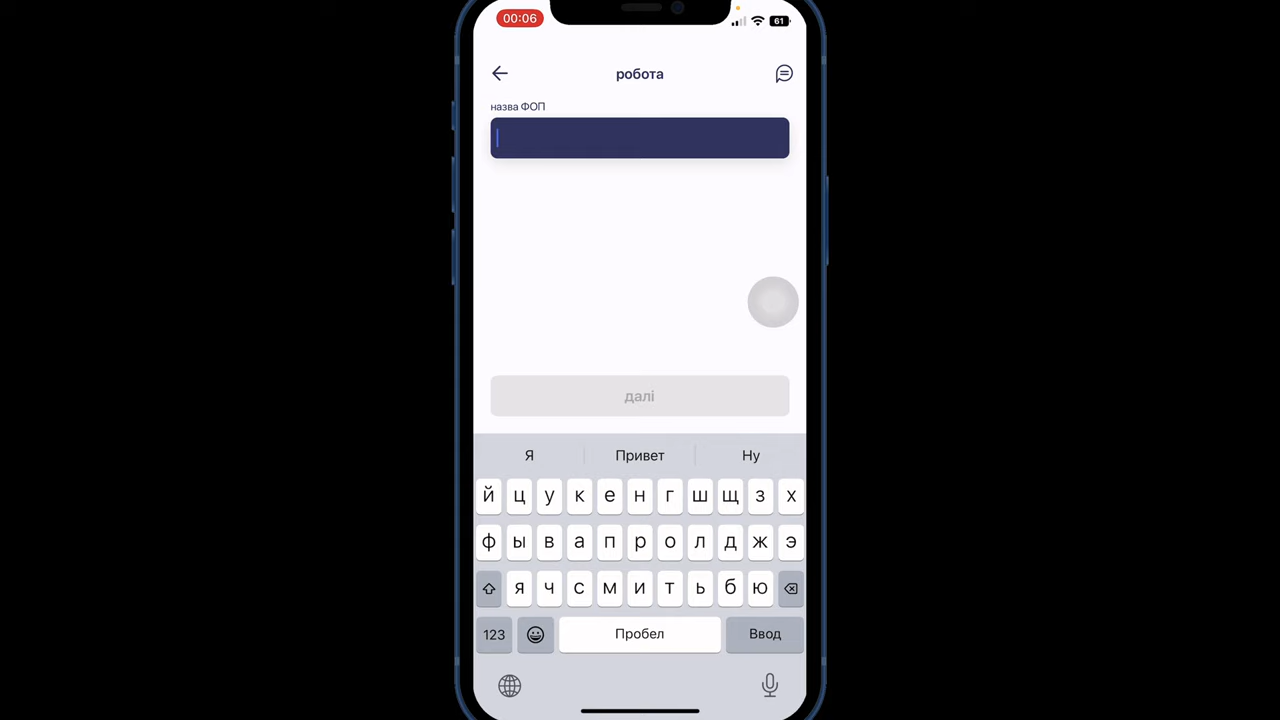 00:06
61
робота
назва ФОП
далі
Я Привет Ну
й ц у к е н г ш щ з х
ф ы в а п р о л д ж э
я ч с м и т ь б ю
123 Пробел Ввод